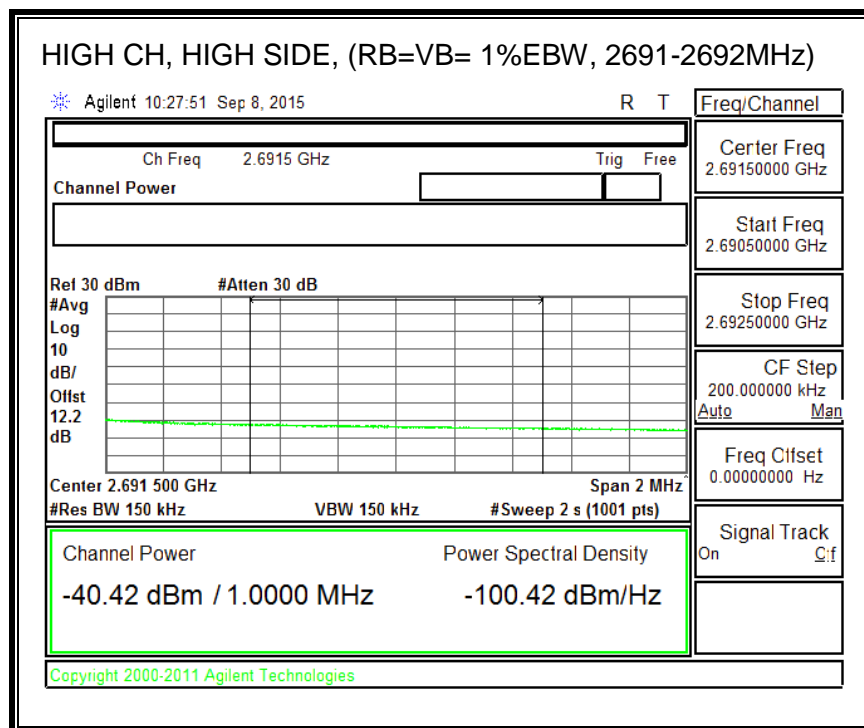 HIGH CH, HIGH SIDE, (RB=VB= 1%EBW, 2691-2692MHz)
Agilent 10:27:51 Sep 8, 2015 R T
Freq/Channel
Ch Freq 2.6915 GHz Trig Free
Channel Power
Center Freq
2.69150000 GHz
Start Freq
2.69050000 GHz
Stop Freq
2.69250000 GHz
CF Step
200.000000 kHz
Auto Man
Freq Offset
0.00000000 Hz
Signal Track
On Off
Ref 30 dBm #Atten 30 dB
#Avg
Log
10
dB/
Offst
12.2
dB
Center 2.691 500 GHz Span 2 MHz
#Res BW 150 kHz VBW 150 kHz #Sweep 2 s (1001 pts)
Channel Power Power Spectral Density
-40.42 dBm / 1.0000 MHz -100.42 dBm/Hz
Copyright 2000-2011 Agilent Technologies